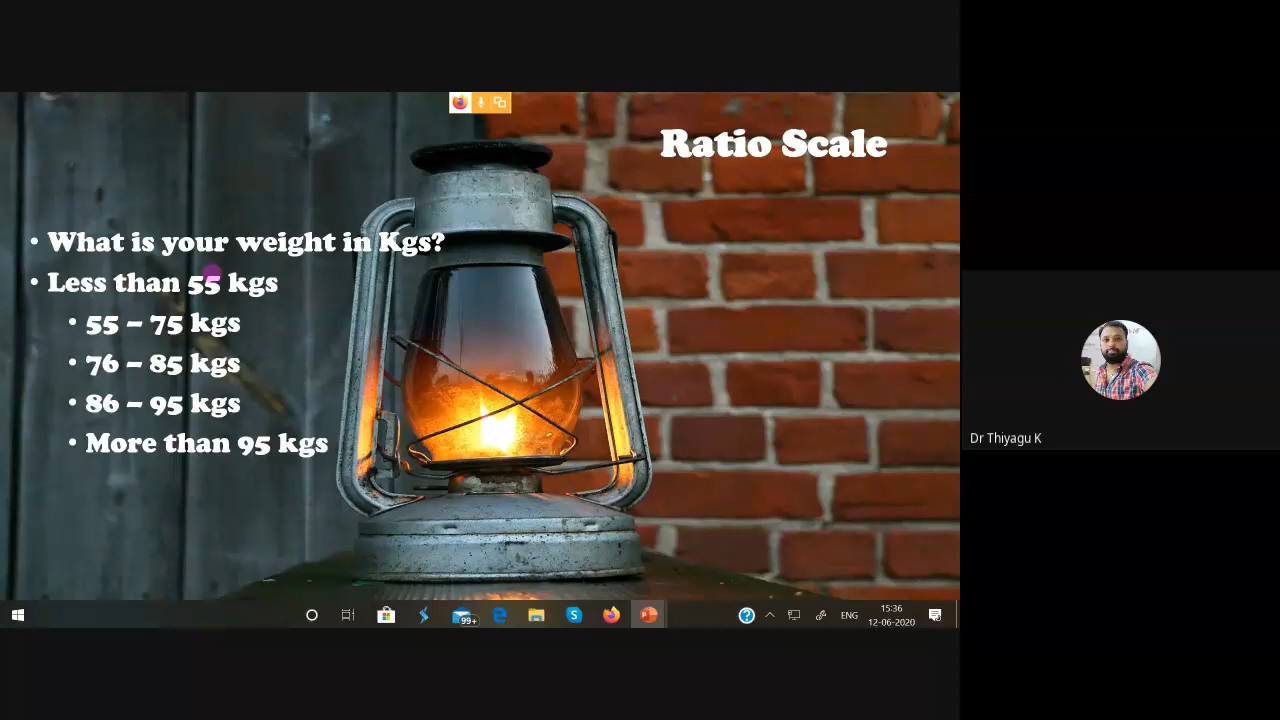 Ratio Scale
• What is your weight in Kgs?
• Less than 55 kgs
• 55 – 75 kgs
• 76 – 85 kgs
• 86 – 95 kgs
• More than 95 kgs
Dr Thiyagu K
99+
ENG
15:36
12-06-2020